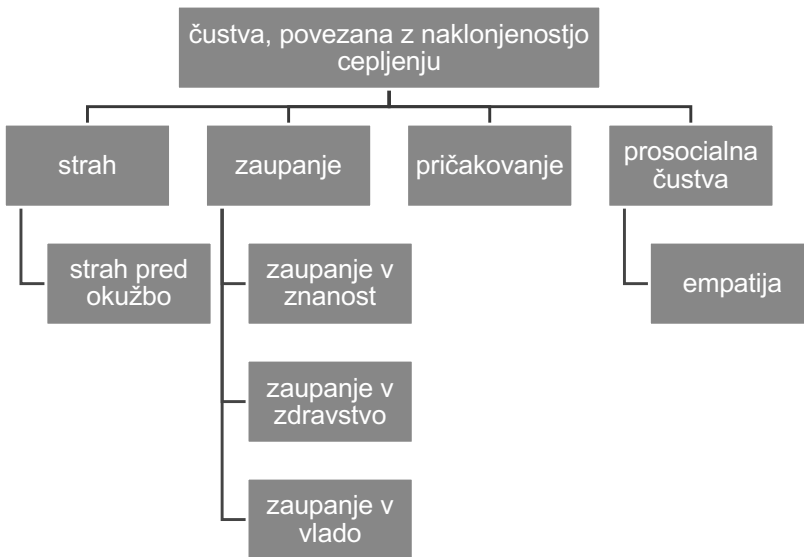 čustva, povezana z naklonjenostjo
cepljenju
strah
zaupanje
pričakovanje
prosocialna
čustva
strah pred
okužbo
zaupanje v
znanost
empatija
zaupanje v
zdravstvo
zaupanje v
vlado